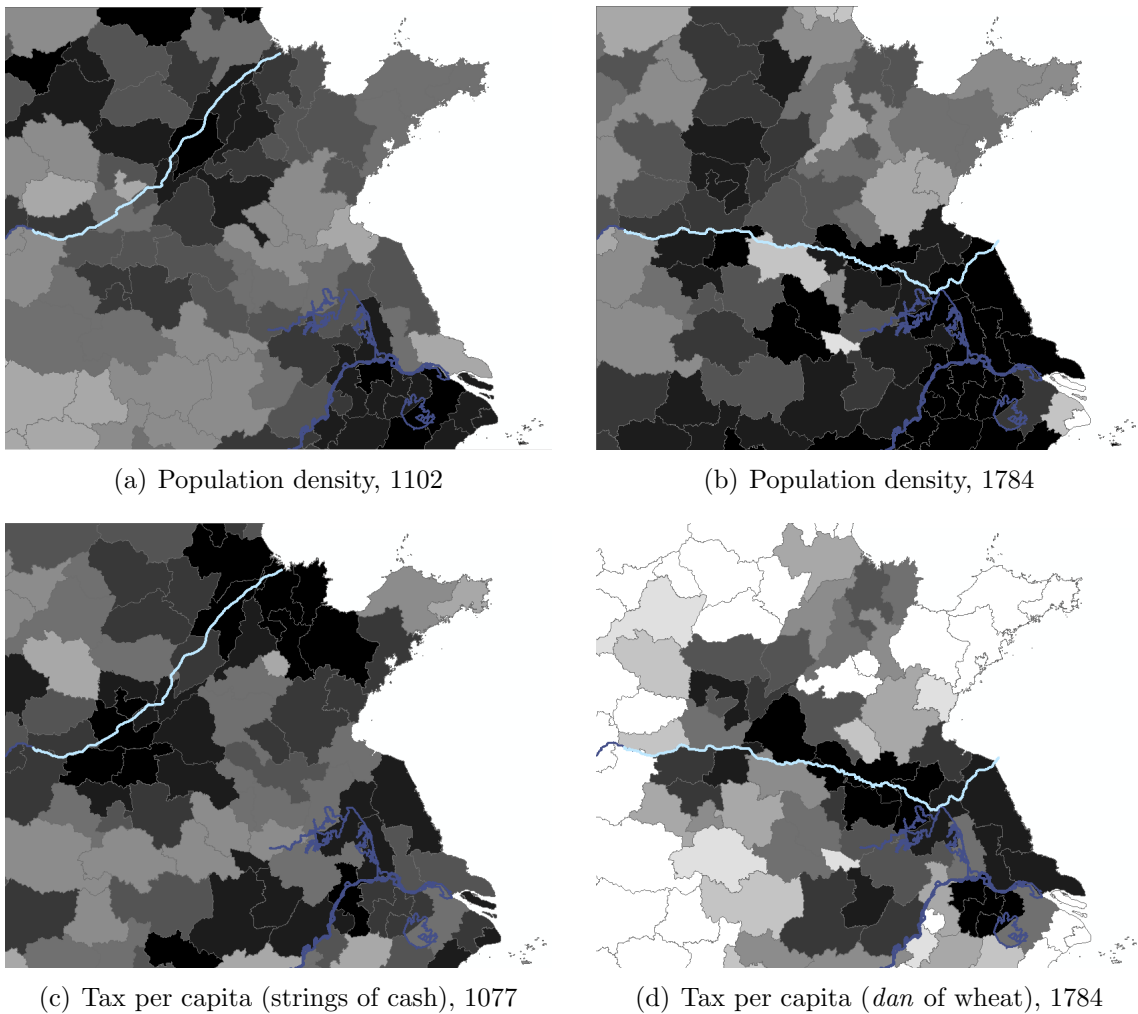 (a) Population density, 1102
(b) Population density, 1784
(c) Tax per capita (strings of cash), 1077
(d) Tax per capita (dan of wheat), 1784